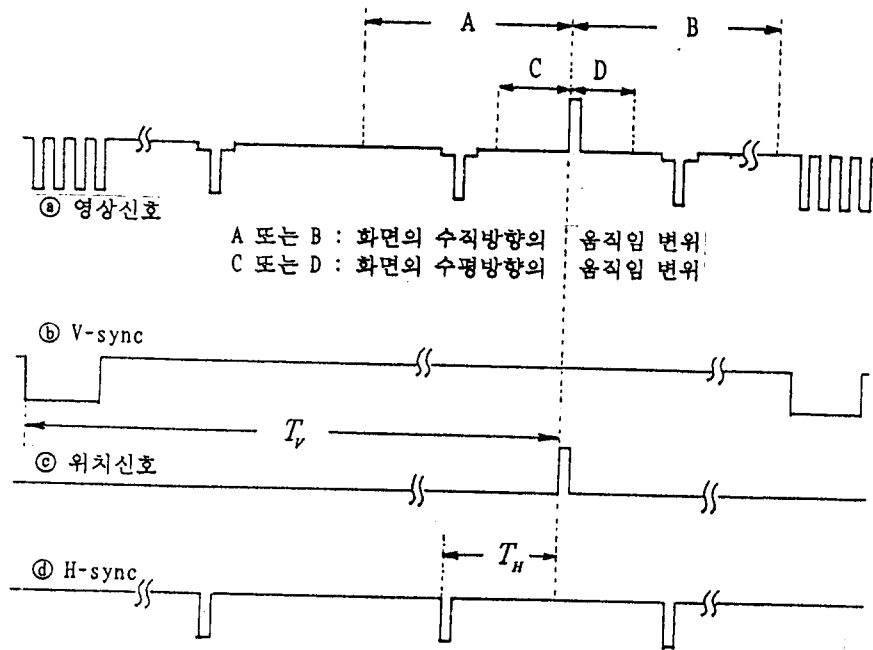 A B
C D
ⓐ 영상신호
A 또는 B : 화면의 수직방향의 움직임 변위
C 또는 D : 화면의 수평방향의 움직임 변위
ⓑ V-sync
T_V
ⓒ 위치신호
T_H
ⓓ H-sync